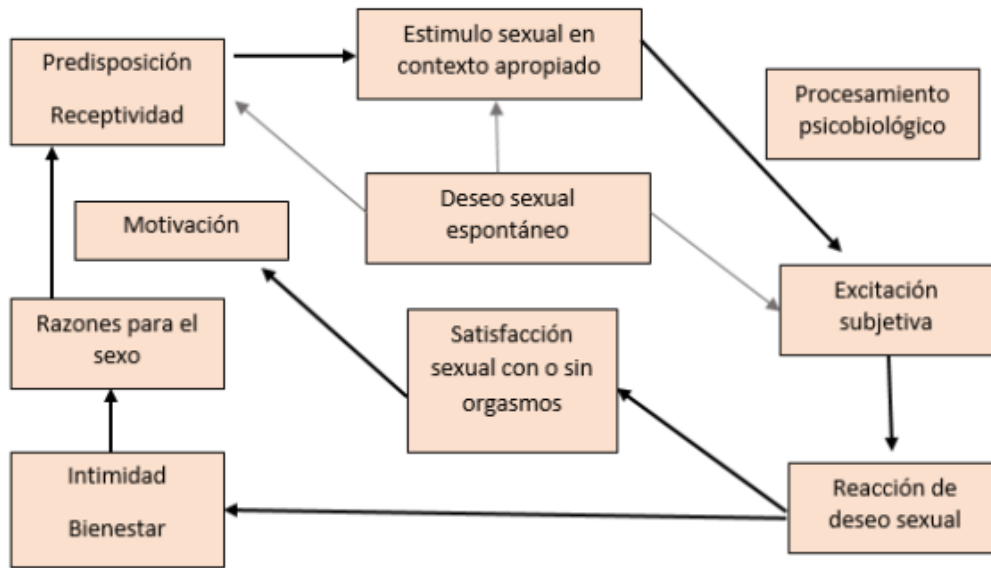 Predisposición
Receptividad
Estimulo sexual en
contexto apropiado
Procesamiento
psicobiológico
Deseo sexual
espontáneo
Motivación
Excitación
subjetiva
Razones para el
sexo
Satisfacción
sexual con o sin
orgasmos
Intimidad
Bienestar
Reacción de
deseo sexual